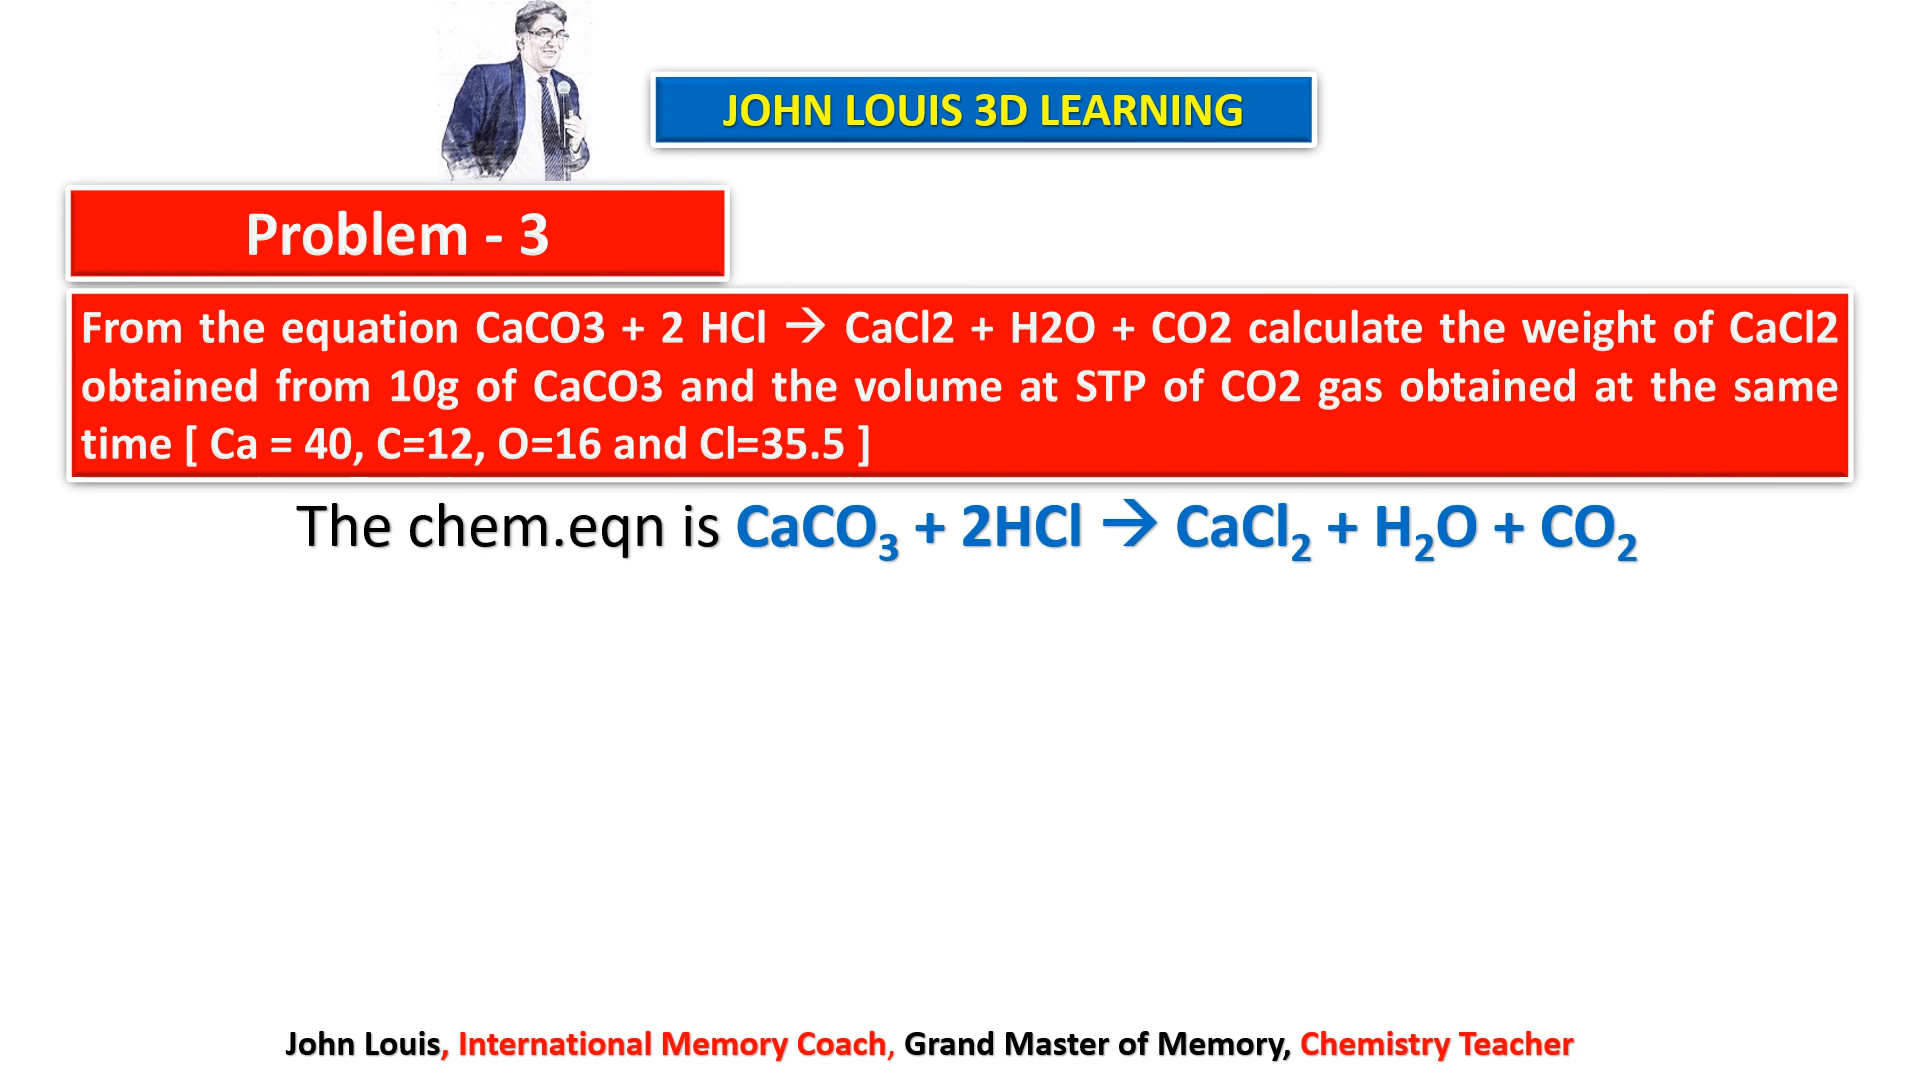 JOHN LOUIS 3D LEARNING
Problem - 3
From the equation CaCO3 + 2 HCl → CaCl2 + H2O + CO2 calculate the weight of CaCl2
obtained from 10g of CaCO3 and the volume at STP of CO2 gas obtained at the same
time [ Ca = 40, C=12, O=16 and Cl=35.5 ]
The chem.eqn is CaCO₃ + 2HCl → CaCl₂ + H₂O + CO₂
John Louis, International Memory Coach, Grand Master of Memory, Chemistry Teacher